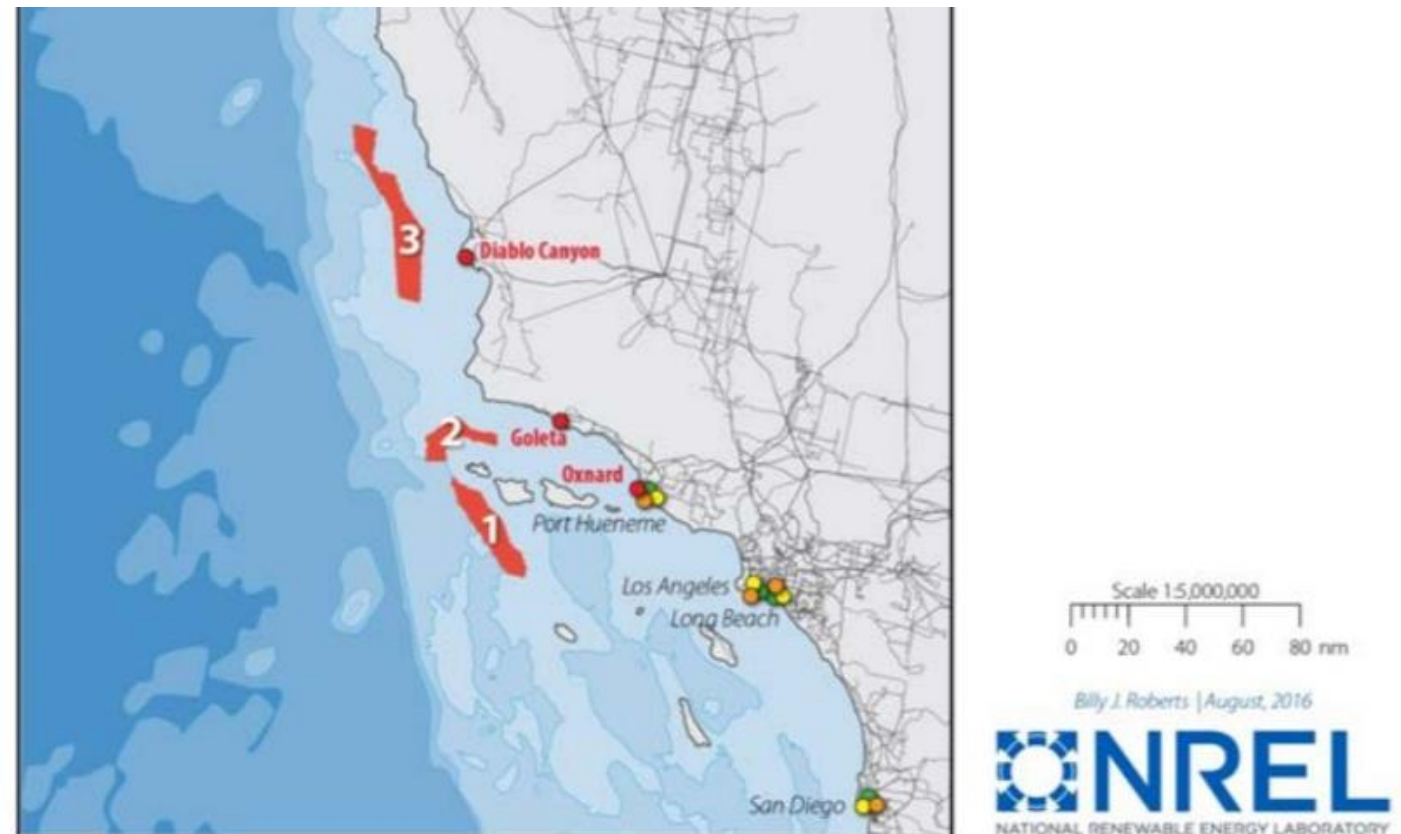 3
Diablo Canyon
2
Goleta
Oxnard
1
Port Hueneme
Los Angeles
Long Beach
San Diego
Scale 1:5,000,000
0 20 40 60 80 nm
Billy J. Roberts | August, 2016
NREL
NATIONAL RENEWABLE ENERGY LABORATORY